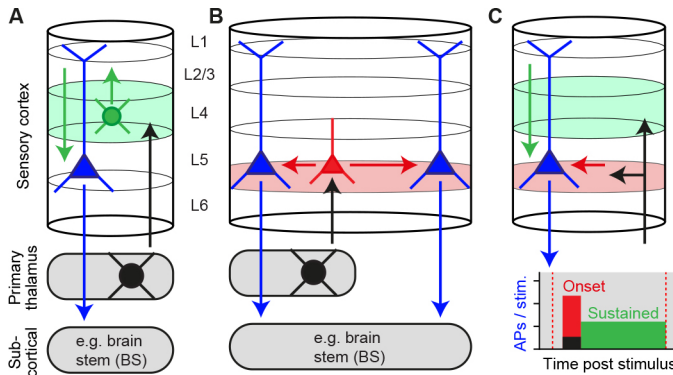 A
B
C
Sensory cortex
L1
L2/3
L4
L5
L6
Primary
thalamus
Sub-
cortical
e.g. brain
stem (BS)
e.g. brain
stem (BS)
APs / stim.
Onset
Sustained
Time post stimulus